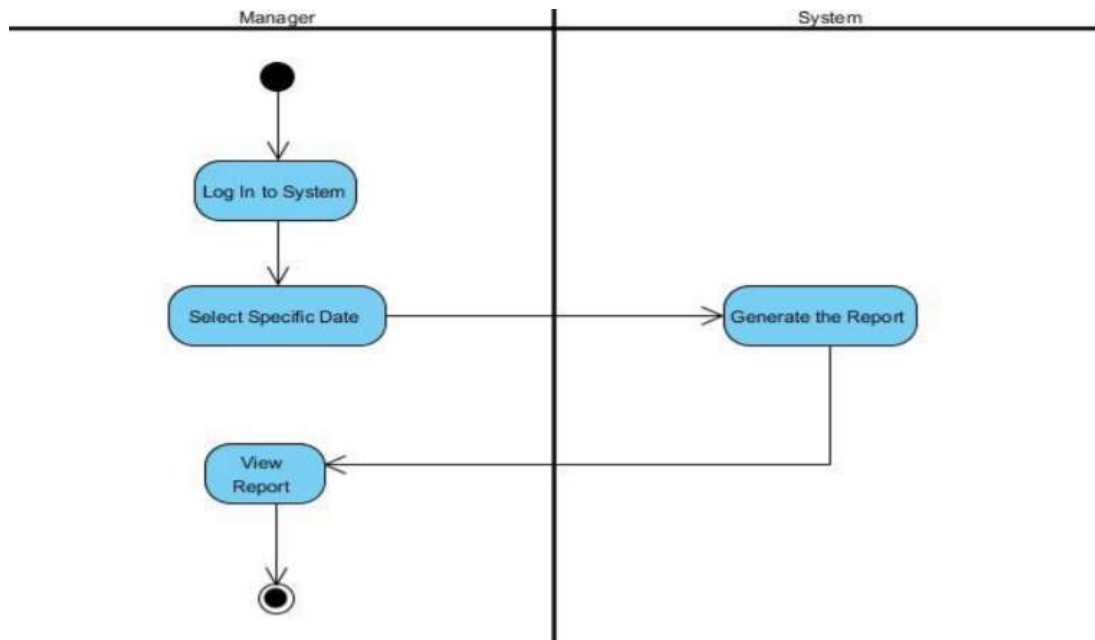 Manager
System
Log In to System
Select Specific Date
Generate the Report
View
Report